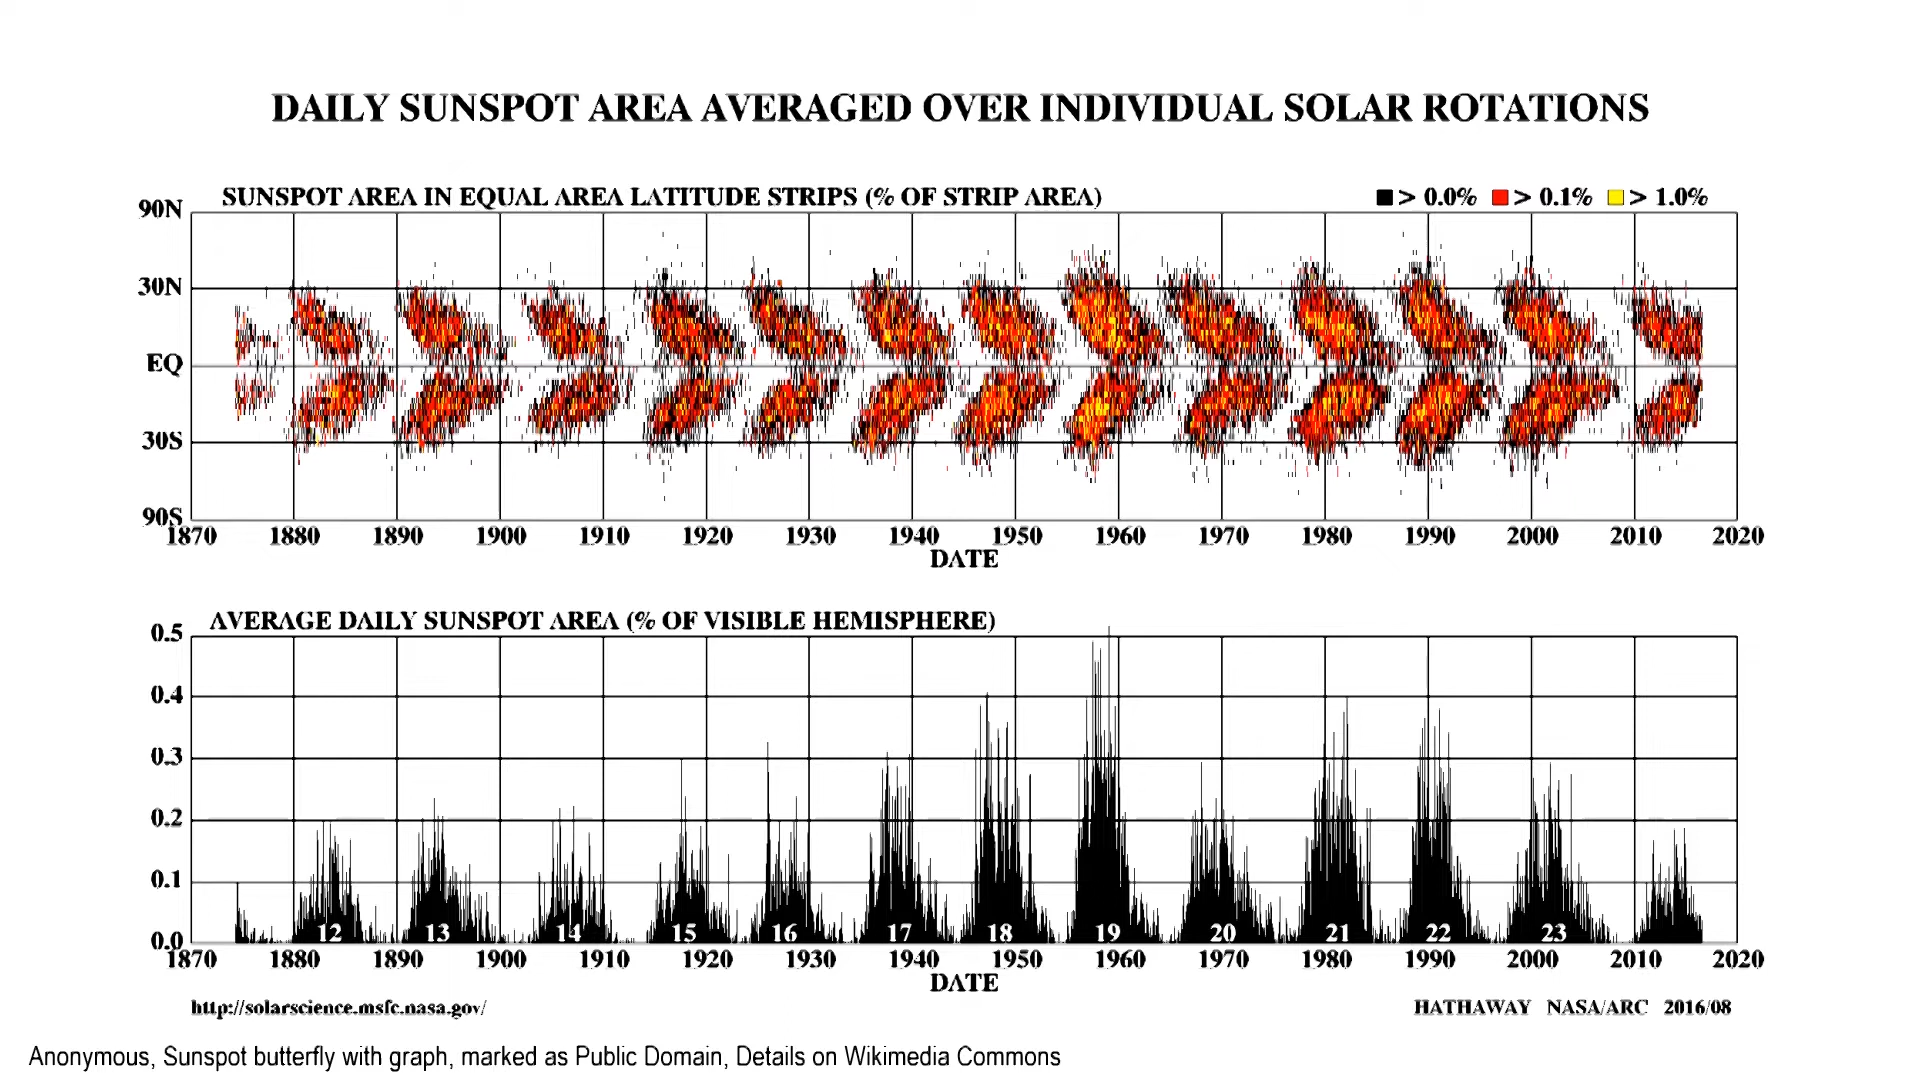 DAILY SUNSPOT AREA AVERAGED OVER INDIVIDUAL SOLAR ROTATIONS
SUNSPOT AREA IN EQUAL AREA LATITUDE STRIPS (% OF STRIP AREA) > 0.0% > 0.1% > 1.0%
90N
30N
EQ
30S
90S
1870 1880 1890 1900 1910 1920 1930 1940 1950 1960 1970 1980 1990 2000 2010 2020
DATE
AVERAGE DAILY SUNSPOT AREA (% OF VISIBLE HEMISPHERE)
0.5
0.4
0.3
0.2
0.1
0.0
12 13 14 15 16 17 18 19 20 21 22 23
1870 1880 1890 1900 1910 1920 1930 1940 1950 1960 1970 1980 1990 2000 2010 2020
DATE
http://solarscience.msfc.nasa.gov/ HATHAWAY NASA/ARC 2016/08
Anonymous, Sunspot butterfly with graph, marked as Public Domain, Details on Wikimedia Commons